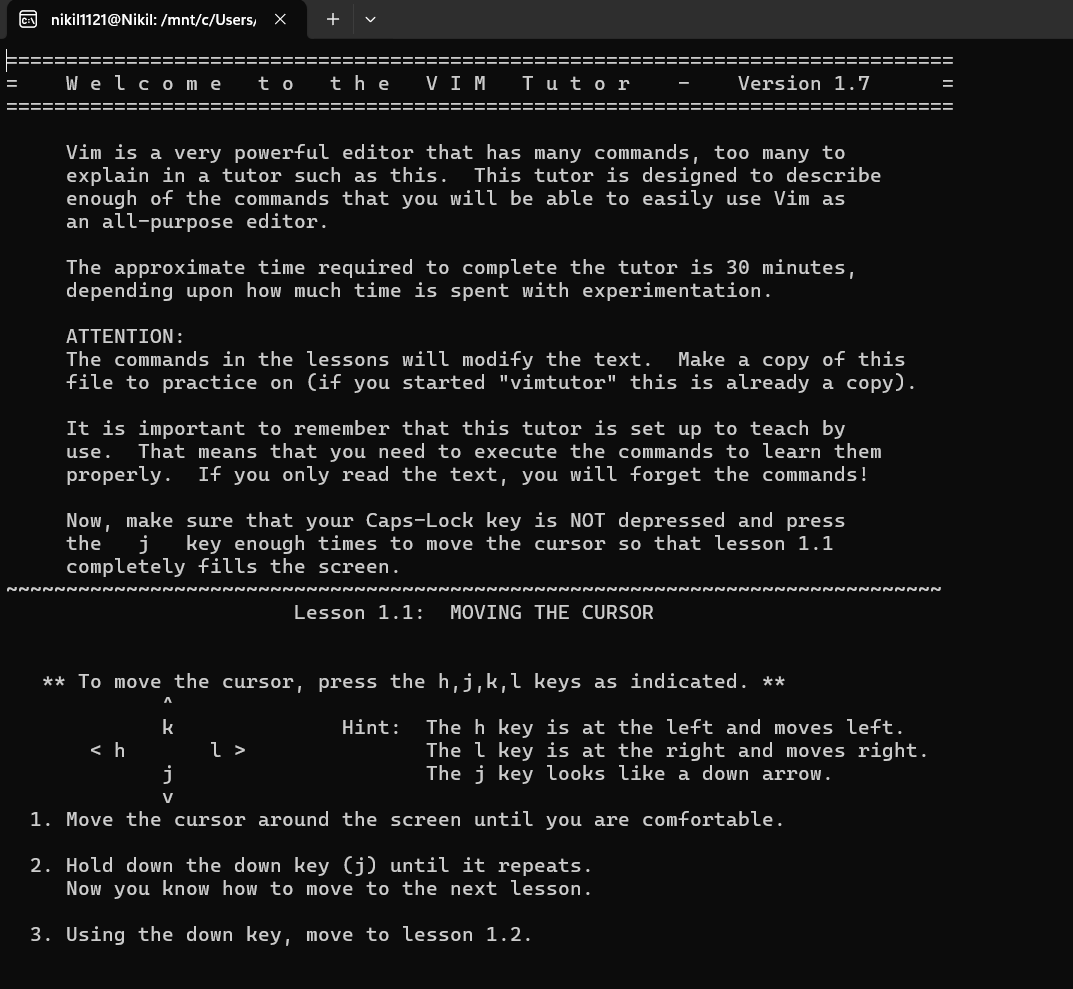 nikil1121@Nikil: /mnt/c/Users/
===============================================================================
=    W e l c o m e   t o   t h e   V I M   T u t o r    -    Version 1.7      =
===============================================================================

     Vim is a very powerful editor that has many commands, too many to
     explain in a tutor such as this.  This tutor is designed to describe
     enough of the commands that you will be able to easily use Vim as
     an all-purpose editor.

     The approximate time required to complete the tutor is 30 minutes,
     depending upon how much time is spent with experimentation.

     ATTENTION:
     The commands in the lessons will modify the text.  Make a copy of this
     file to practice on (if you started "vimtutor" this is already a copy).

     It is important to remember that this tutor is set up to teach by
     use.  That means that you need to execute the commands to learn them
     properly.  If you only read the text, you will forget the commands!

     Now, make sure that your Caps-Lock key is NOT depressed and press
     the   j   key enough times to move the cursor so that lesson 1.1
     completely fills the screen.
~~~~~~~~~~~~~~~~~~~~~~~~~~~~~~~~~~~~~~~~~~~~~~~~~~~~~~~~~~~~~~~~~~~~~~~~~~~~~~
                        Lesson 1.1:  MOVING THE CURSOR


   ** To move the cursor, press the h,j,k,l keys as indicated. **
             ^
             k              Hint:  The h key is at the left and moves left.
       < h       l >               The l key is at the right and moves right.
             j                     The j key looks like a down arrow.
             v
  1. Move the cursor around the screen until you are comfortable.

  2. Hold down the down key (j) until it repeats.
     Now you know how to move to the next lesson.

  3. Using the down key, move to lesson 1.2.